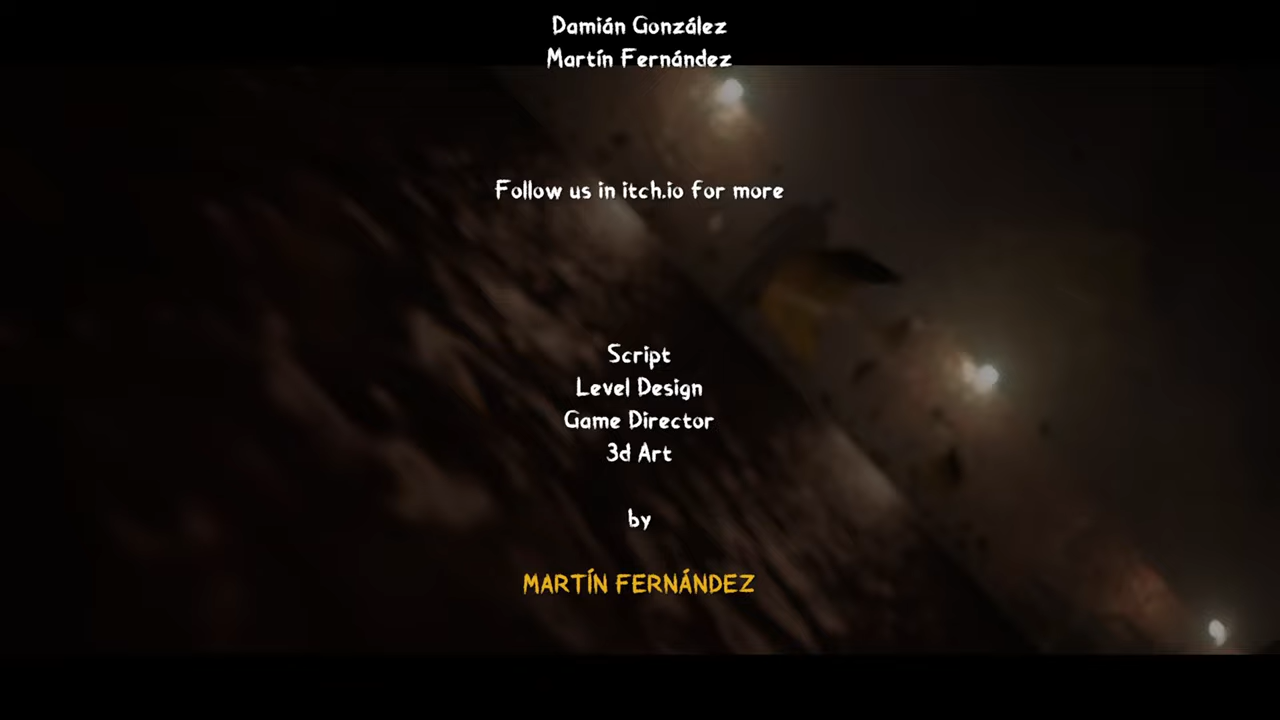 Damián González
Martín Fernández
Follow us in itch.io for more
Script
Level Design
Game Director
3d Art
by
MARTÍN FERNÁNDEZ